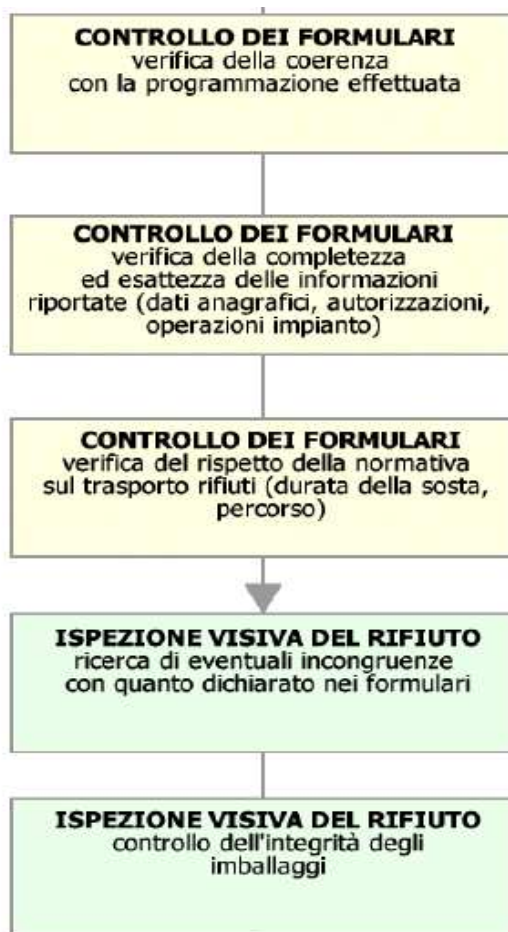 CONTROLLO DEI FORMULARI
verifica della coerenza
con la programmazione effettuata
CONTROLLO DEI FORMULARI
verifica della completezza
ed esattezza delle informazioni
riportate (dati anagrafici, autorizzazioni,
operazioni impianto)
CONTROLLO DEI FORMULARI
verifica del rispetto della normativa
sul trasporto rifiuti (durata della sosta,
percorso)
ISPEZIONE VISIVA DEL RIFIUTO
ricerca di eventuali incongruenze
con quanto dichiarato nei formulari
ISPEZIONE VISIVA DEL RIFIUTO
controllo dell'integrità degli
imballaggi